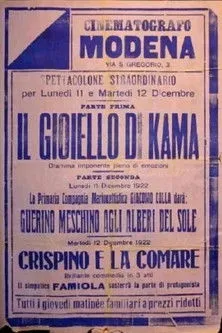 CINEMATOGRAFO
MODENA
VIA S. GREGORIO, 3
SPETTACOLONE STRAORDINARIO
per Lunedì 11 e Martedì 12 Dicembre
PARTE PRIMA
IL GIOIELLO DI KAMA
Dramma imponente pieno di emozioni
PARTE SECONDA
Lunedì 11 Dicembre 1922
La Primaria Compagnia Marionettistica GIACOMO COLLA darà:
GUERINO MESCHINO AGLI ALBERI DEL SOLE
Martedì 12 Dicembre 1922
CRISPINO E LA COMARE
Brillante commedia in 3 atti
Il simpatico FAMIOLA sosterrà la parte di protagonista
Tutti i giovedì matinée familiari a prezzi ridotti